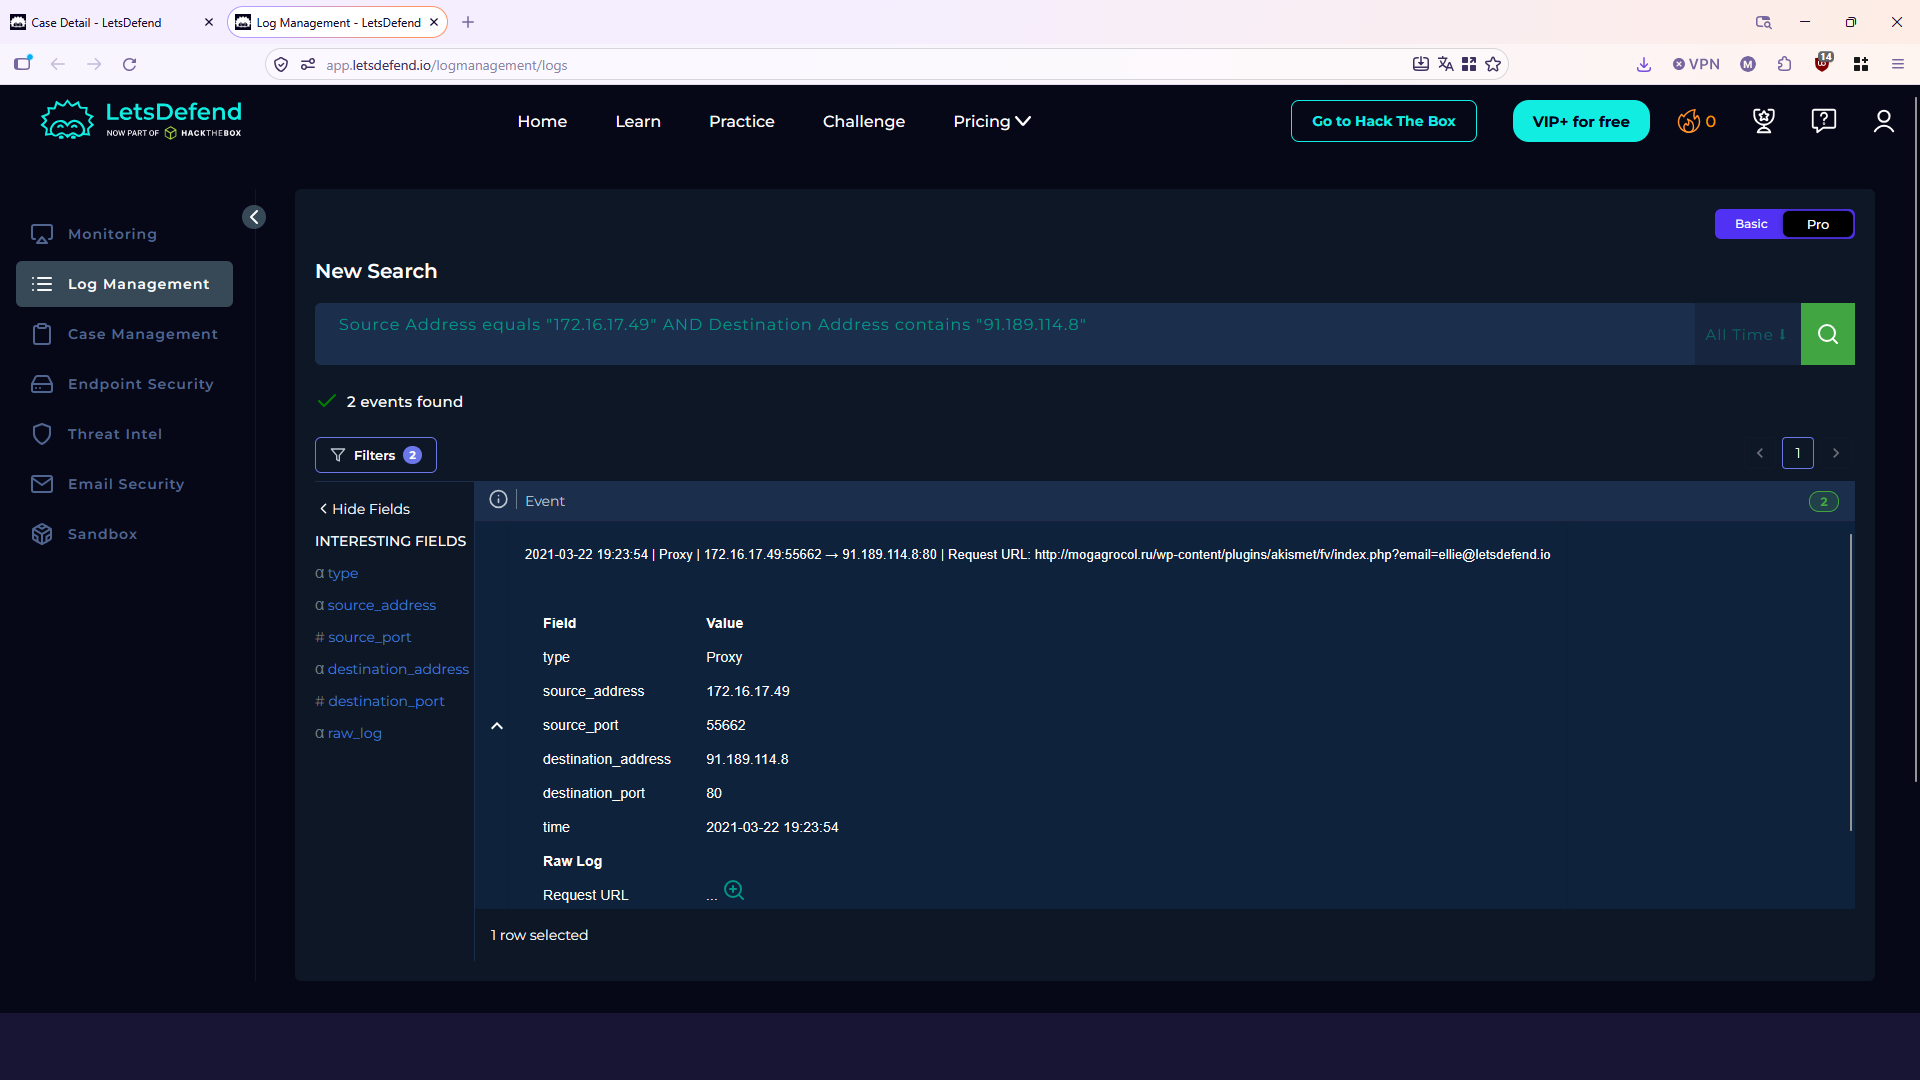 Case Detail - LetsDefend
Log Management - LetsDefend
app.letsdefend.io/logmanagement/logs
VPN
M
14
LetsDefend
NOW PART OF HACKTHEBOX
Home
Learn
Practice
Challenge
Pricing
Go to Hack The Box
VIP+ for free
0
Monitoring
Log Management
Case Management
Endpoint Security
Threat Intel
Email Security
Sandbox
Basic
Pro
New Search
Source Address equals "172.16.17.49" AND Destination Address contains "91.189.114.8"
All Time
2 events found
Filters 2
1
Hide Fields
INTERESTING FIELDS
α type
α source_address
# source_port
α destination_address
# destination_port
α raw_log
Event
2
2021-03-22 19:23:54 | Proxy | 172.16.17.49:55662 → 91.189.114.8:80 | Request URL: http://mogagrocol.ru/wp-content/plugins/akismet/fv/index.php?email=ellie@letsdefend.io
Field Value
type Proxy
source_address 172.16.17.49
source_port 55662
destination_address 91.189.114.8
destination_port 80
time 2021-03-22 19:23:54
Raw Log
Request URL ...
1 row selected